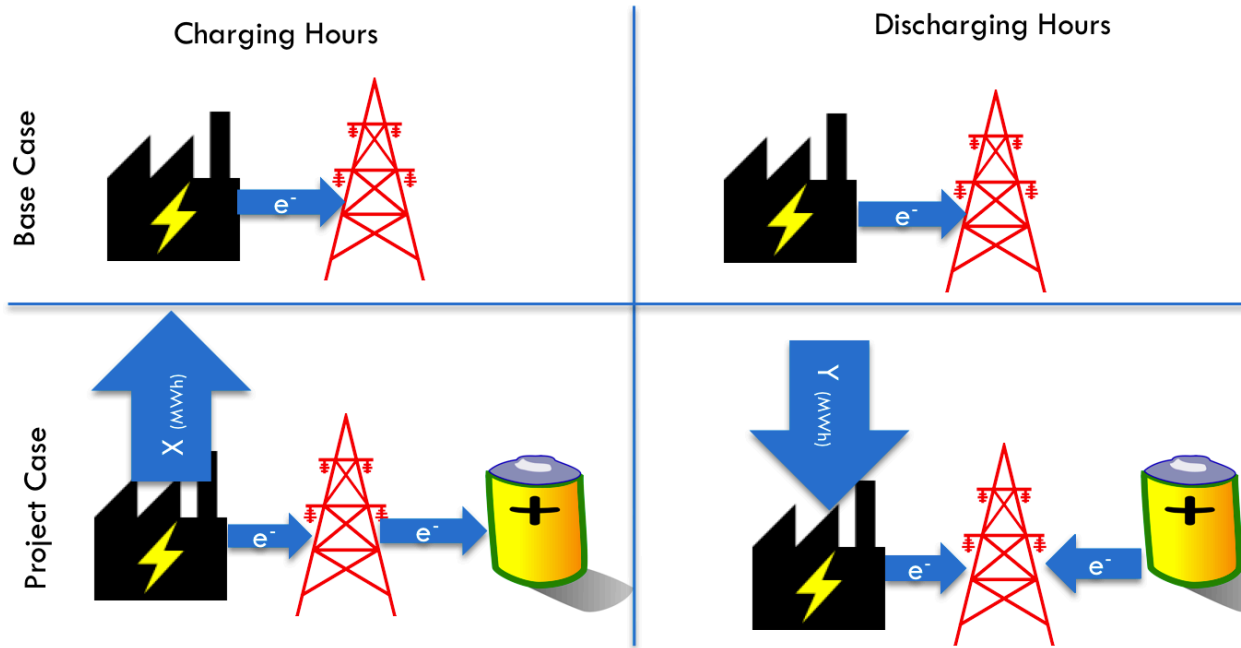 Charging Hours
Discharging Hours
Base Case
e-
e-
Project Case
X (MWh)
e-
e-
Y (MWh)
e-
e-